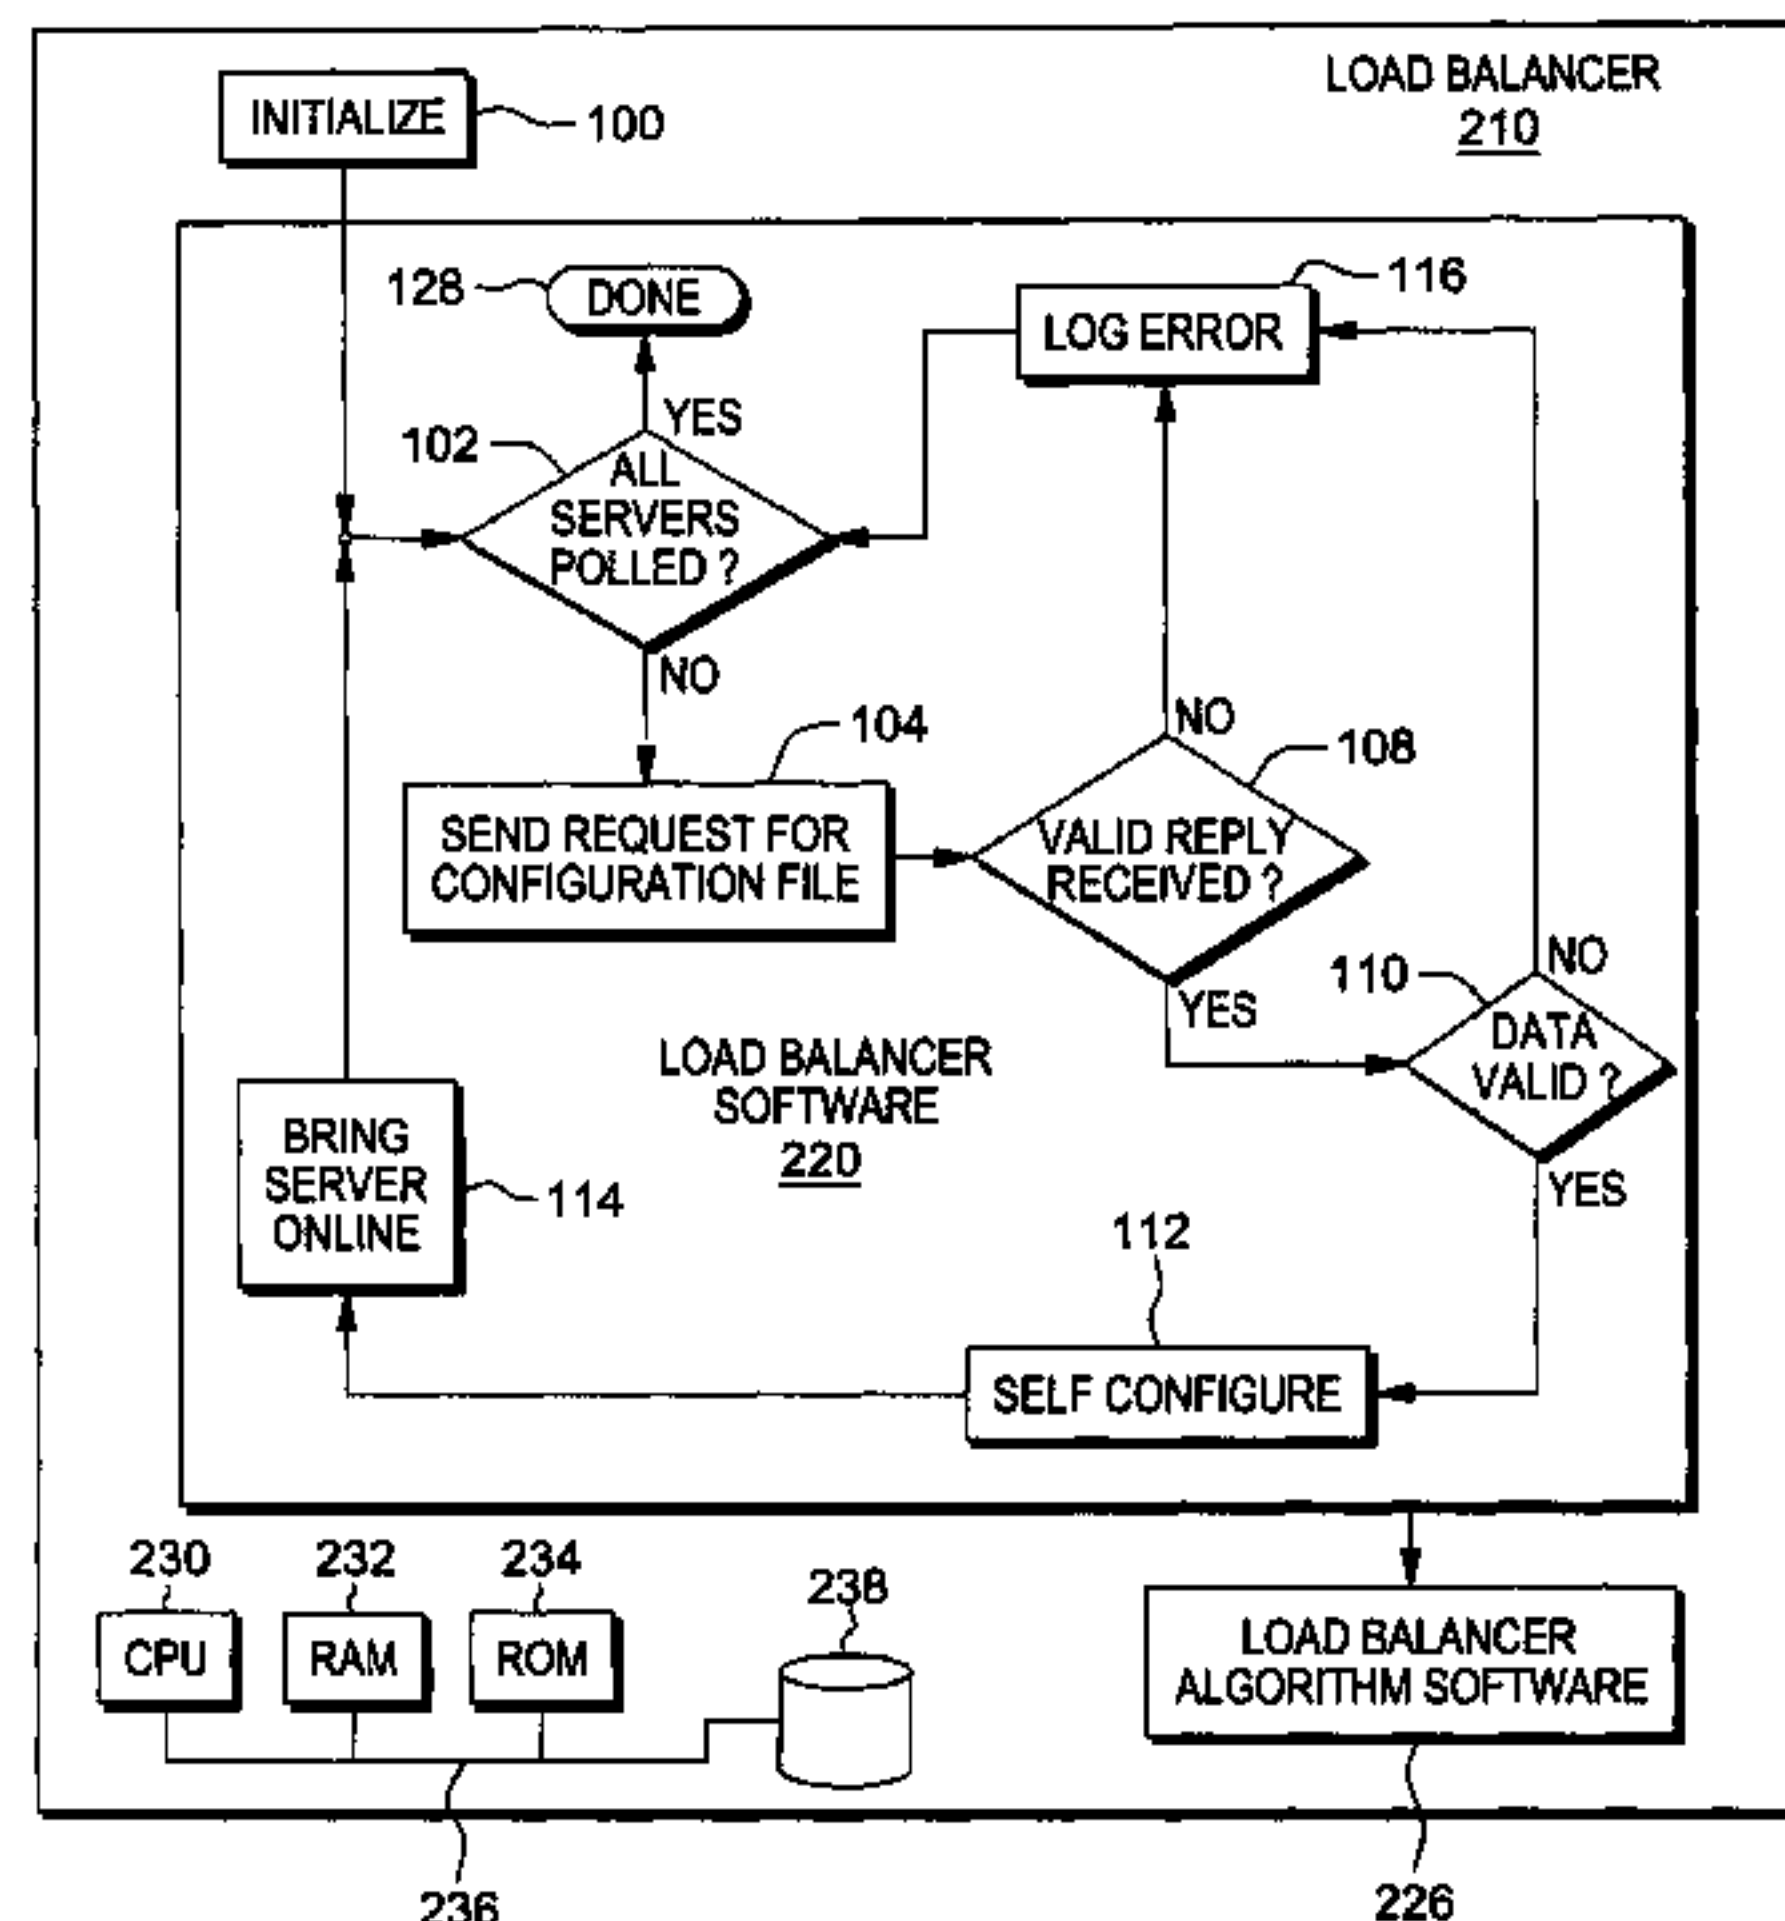 LOAD BALANCER
210
INITIALIZE
100
128
DONE
116
LOG ERROR
YES
102
ALL
SERVERS
POLLED ?
NO
104
SEND REQUEST FOR
CONFIGURATION FILE
NO
108
VALID REPLY
RECEIVED ?
YES
110
NO
DATA
VALID ?
YES
LOAD BALANCER
SOFTWARE
220
BRING
SERVER
ONLINE
114
112
SELF CONFIGURE
230
232
234
238
CPU
RAM
ROM
LOAD BALANCER
ALGORITHM SOFTWARE
236
226